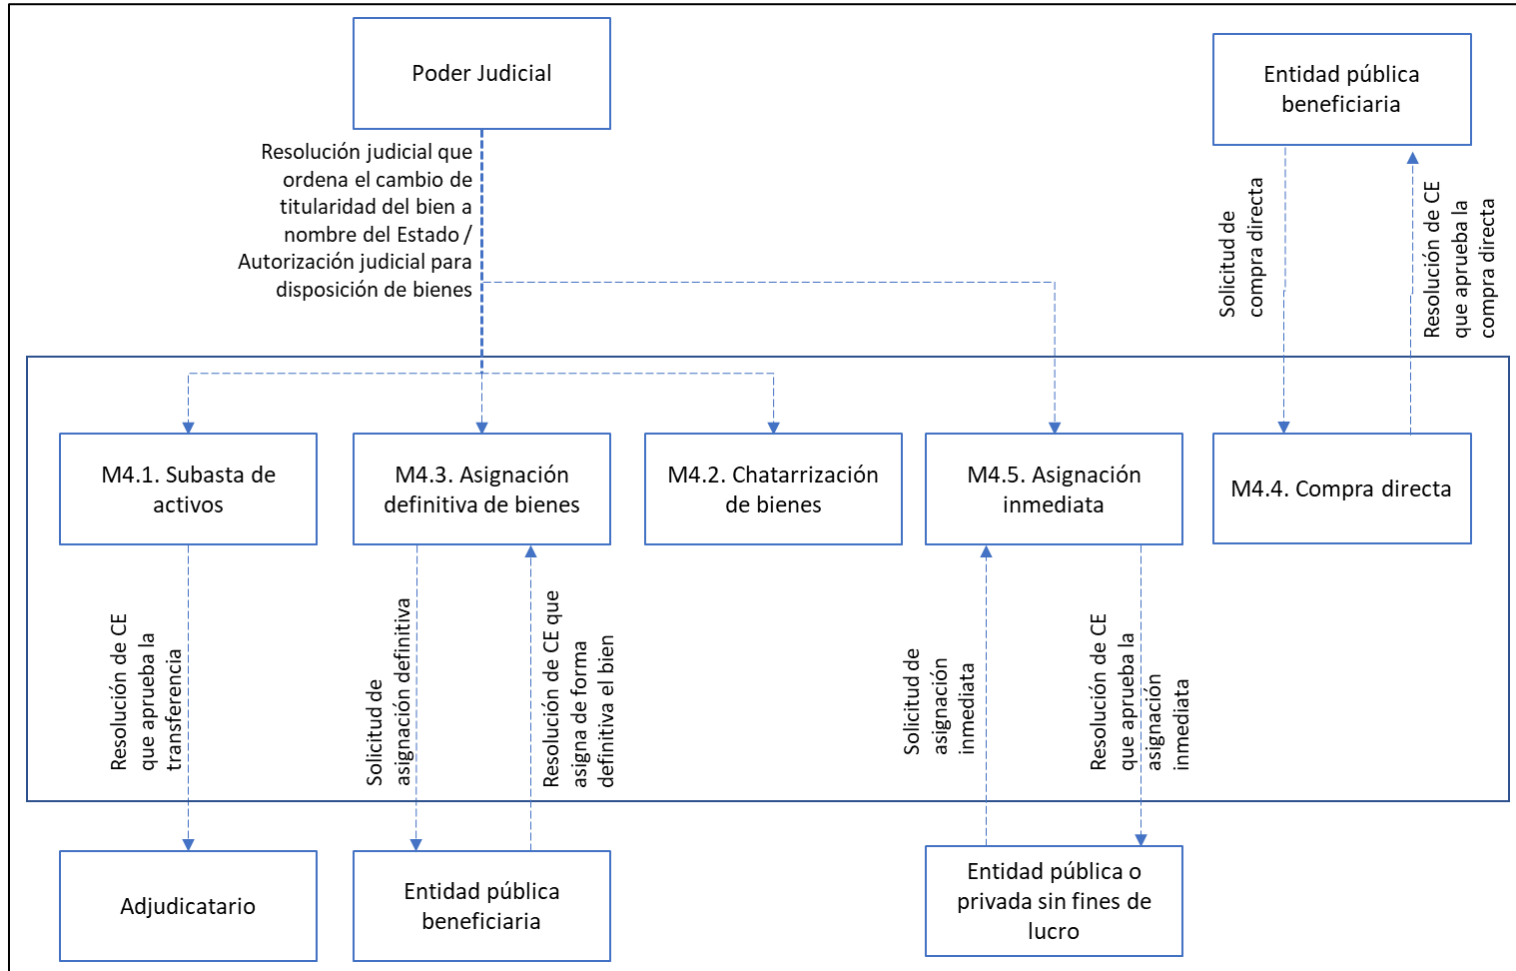 Poder Judicial
Entidad pública
beneficiaria
Resolución judicial que
ordena el cambio de
titularidad del bien a
nombre del Estado /
Autorización judicial para
disposición de bienes
Solicitud de
compra directa
Resolución de CE
que aprueba la
compra directa
M4.1. Subasta de
activos
M4.3. Asignación
definitiva de bienes
M4.2. Chatarrización
de bienes
M4.5. Asignación
inmediata
M4.4. Compra directa
Resolución de CE
que aprueba la
transferencia
Solicitud de
asignación definitiva
Resolución de CE que
asigna de forma
definitiva el bien
Solicitud de
asignación
inmediata
Resolución de CE
que aprueba la
asignación
inmediata
Adjudicatario
Entidad pública
beneficiaria
Entidad pública o
privada sin fines de
lucro